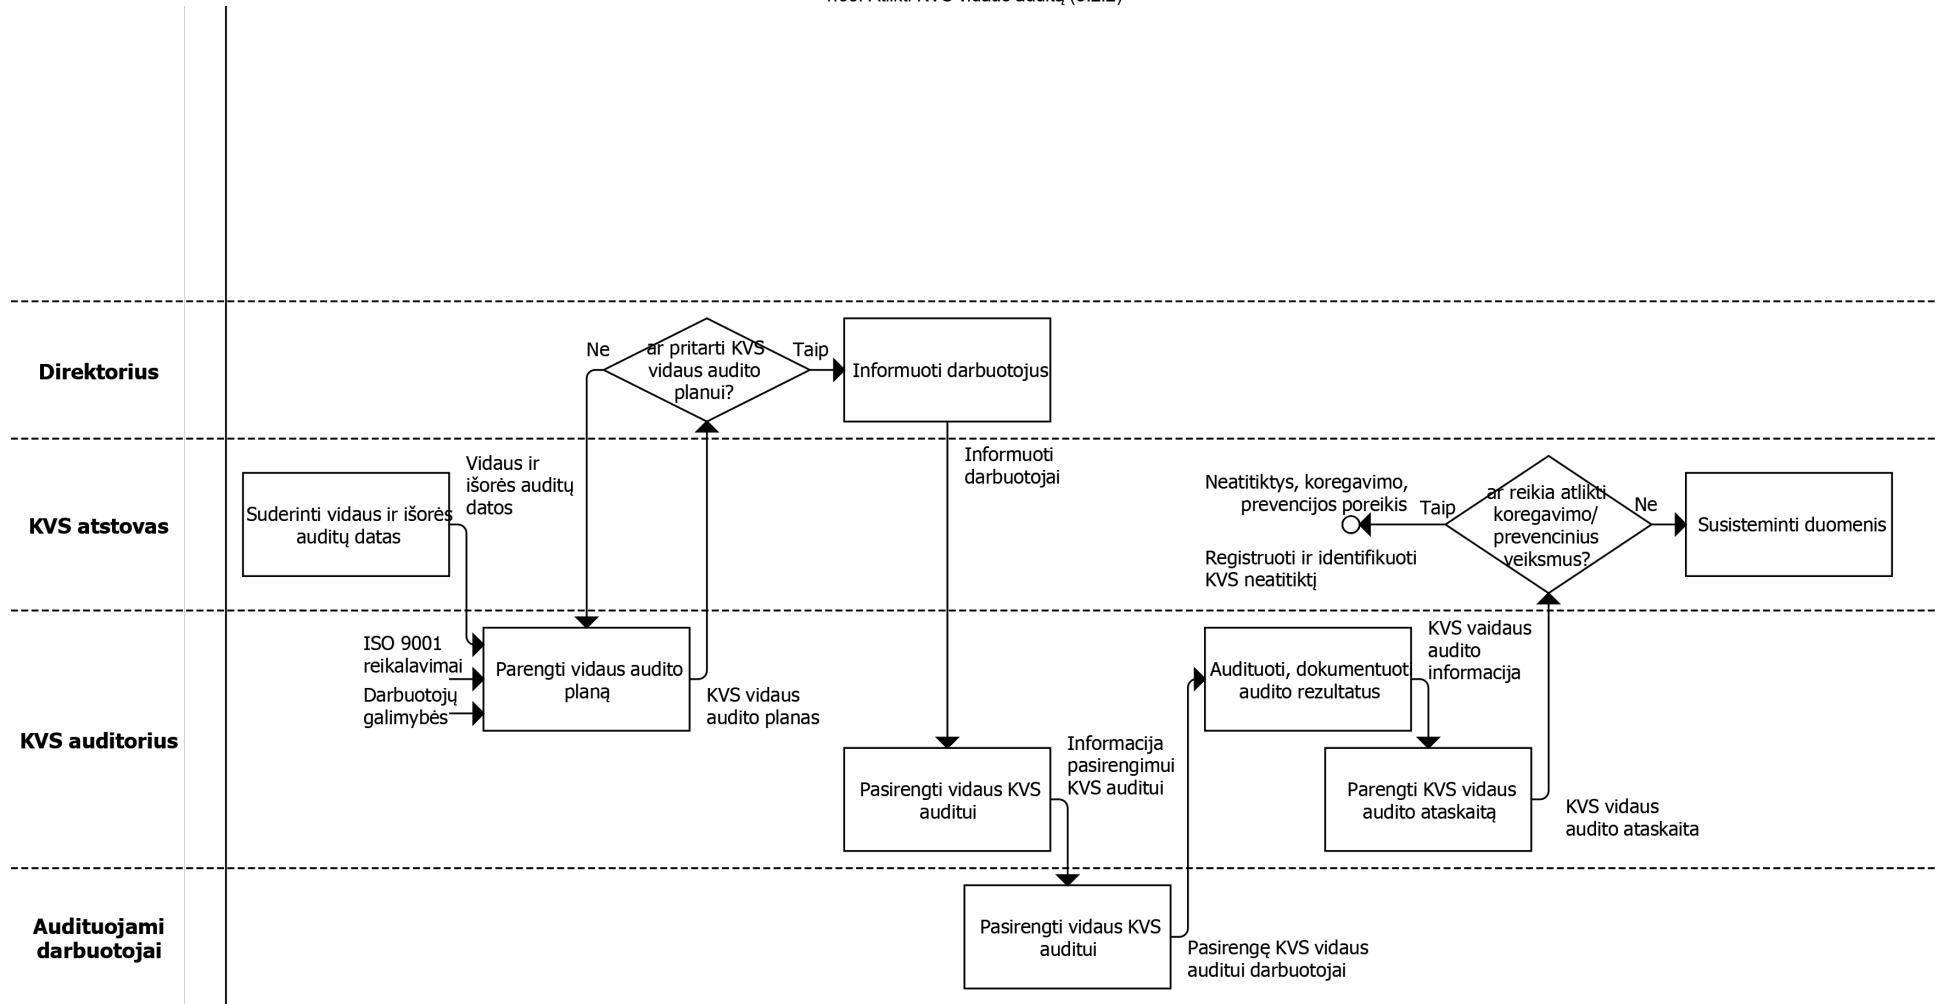 Direktorius
Ne
ar pritarti KVS
vidaus audito
planui?
Taip
Informuoti darbuotojus
KVS atstovas
Suderinti vidaus ir išorės
auditų datas
Vidaus ir
išorės auditų
datos
Informuoti
darbuotojai
Neatitiktys, koregavimo,
prevencijos poreikis
Registruoti ir identifikuoti
KVS neatitiktį
Taip
ar reikia atlikti
koregavimo/
prevencinius
veiksmus?
Ne
Susisteminti duomenis
KVS auditorius
ISO 9001
reikalavimai
Darbuotojų
galimybės
Parengti vidaus audito
planą
KVS vidaus
audito planas
Pasirengti vidaus KVS
auditui
Informacija
pasirengimui
KVS auditui
Audituoti, dokumentuot
audito rezultatus
KVS vaidaus
audito
informacija
Parengti KVS vidaus
audito ataskaitą
KVS vidaus
audito ataskaita
Audituojami
darbuotojai
Pasirengti vidaus KVS
auditui
Pasirengę KVS vidaus
auditui darbuotojai